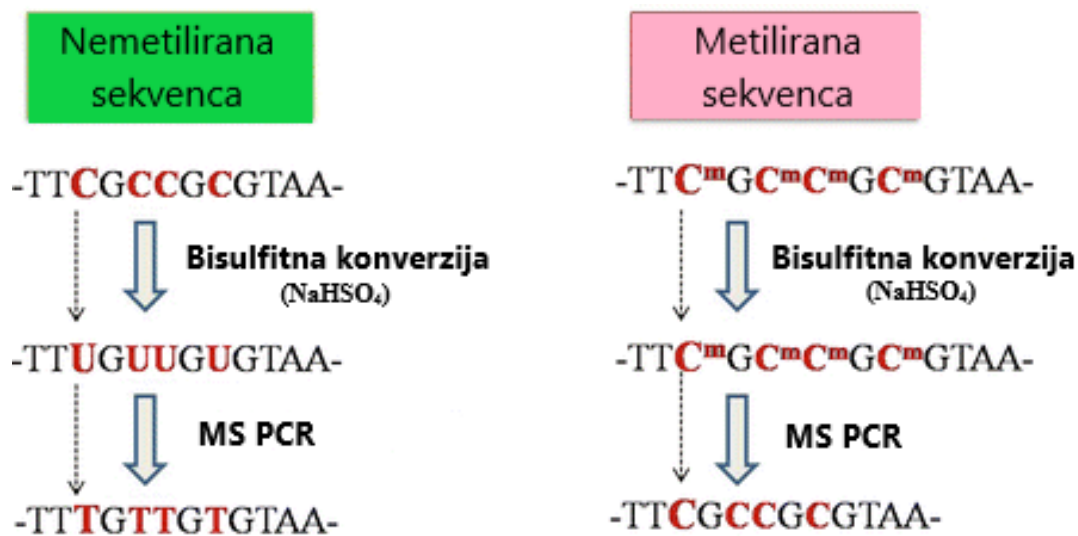 Nemetilirana
sekvenca
-TTCGCCGCGTAA-
Bisulfitna konverzija
(NaHSO₄)
-TTUGUUGUGTAA-
MS PCR
-TTTGTTGTGTAA-
Metilirana
sekvenca
-TTCᵐGCᵐCᵐGCᵐGTAA-
Bisulfitna konverzija
(NaHSO₄)
-TTCᵐGCᵐCᵐGCᵐGTAA-
MS PCR
-TTCGCCGCGTAA-